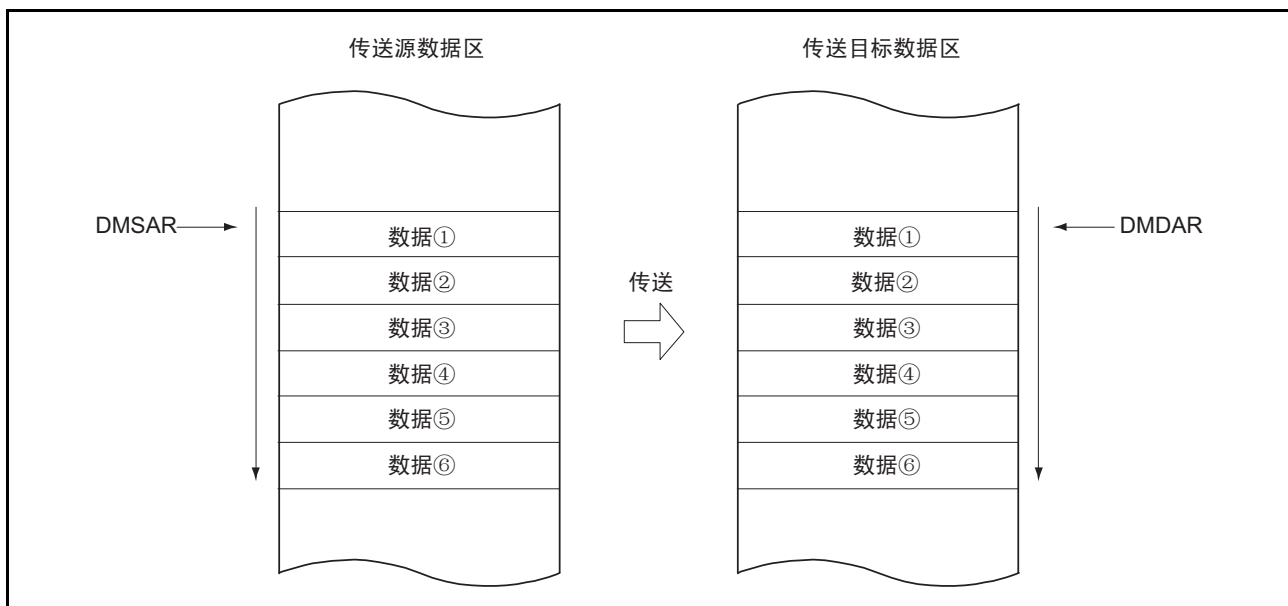 传送源数据区
传送目标数据区
DMSAR
数据①
数据②
数据③
数据④
数据⑤
数据⑥
传送
数据①
数据②
数据③
数据④
数据⑤
数据⑥
DMDAR